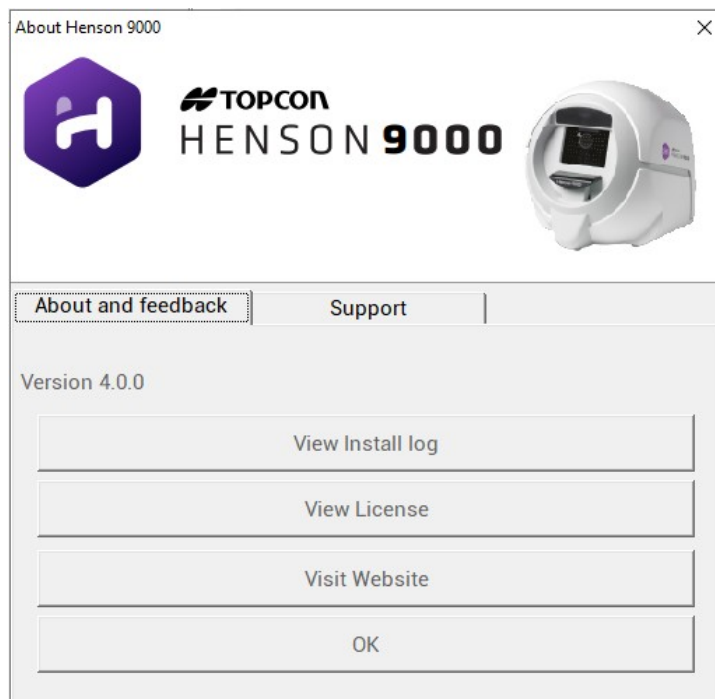 About Henson 9000
TOPCON
HENSON 9000
About and feedback
Support
Version 4.0.0
View Install log
View License
Visit Website
OK